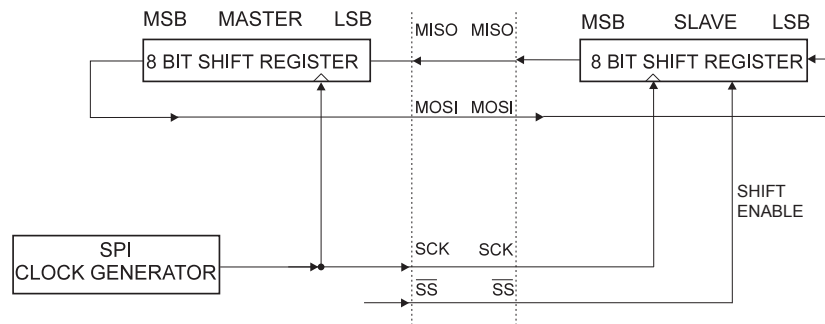 MSB MASTER LSB
MISO MISO
MSB SLAVE LSB
8 BIT SHIFT REGISTER
8 BIT SHIFT REGISTER
MOSI MOSI
SHIFT
ENABLE
SPI
CLOCK GENERATOR
SCK SCK
SS SS